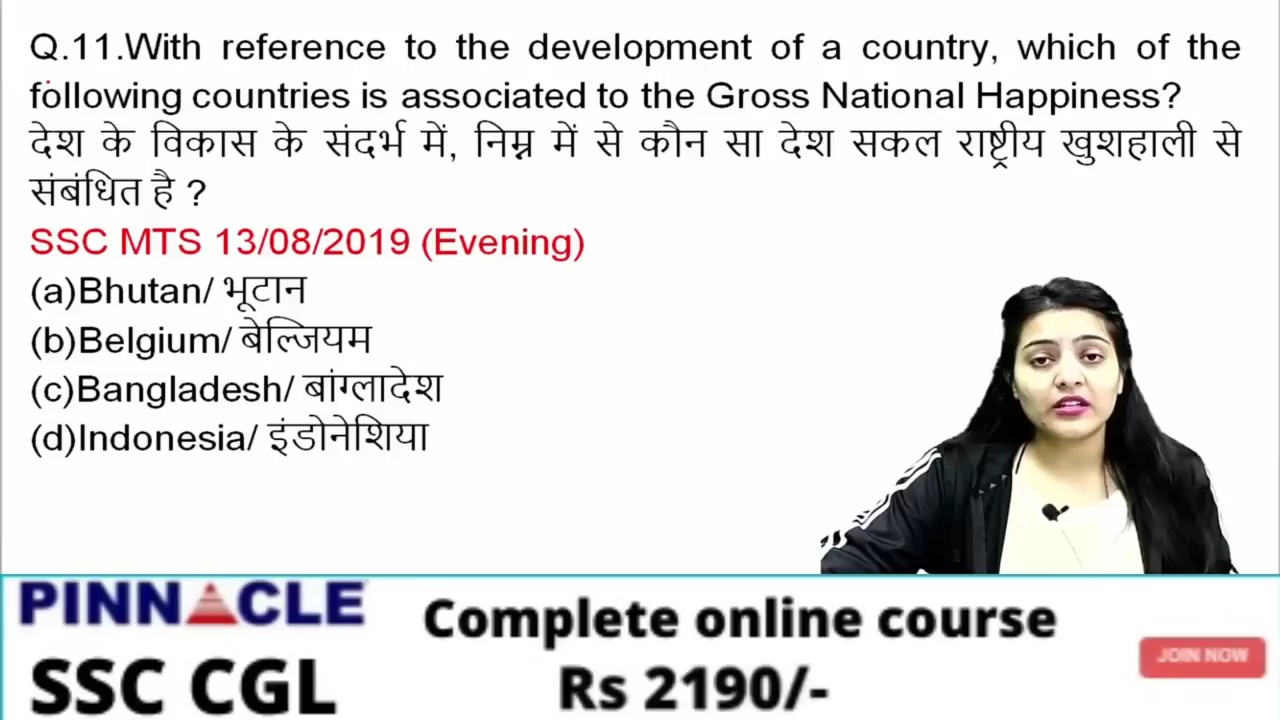 Q.11.With reference to the development of a country, which of the
following countries is associated to the Gross National Happiness?
देश के विकास के संदर्भ में, निम्न में से कौन सा देश सकल राष्ट्रीय खुशहाली से
संबंधित है ?
SSC MTS 13/08/2019 (Evening)
(a)Bhutan/ भूटान
(b)Belgium/ बेल्जियम
(c)Bangladesh/ बांग्लादेश
(d)Indonesia/ इंडोनेशिया
PINNACLE
SSC CGL
Complete online course
Rs 2190/-
JOIN NOW